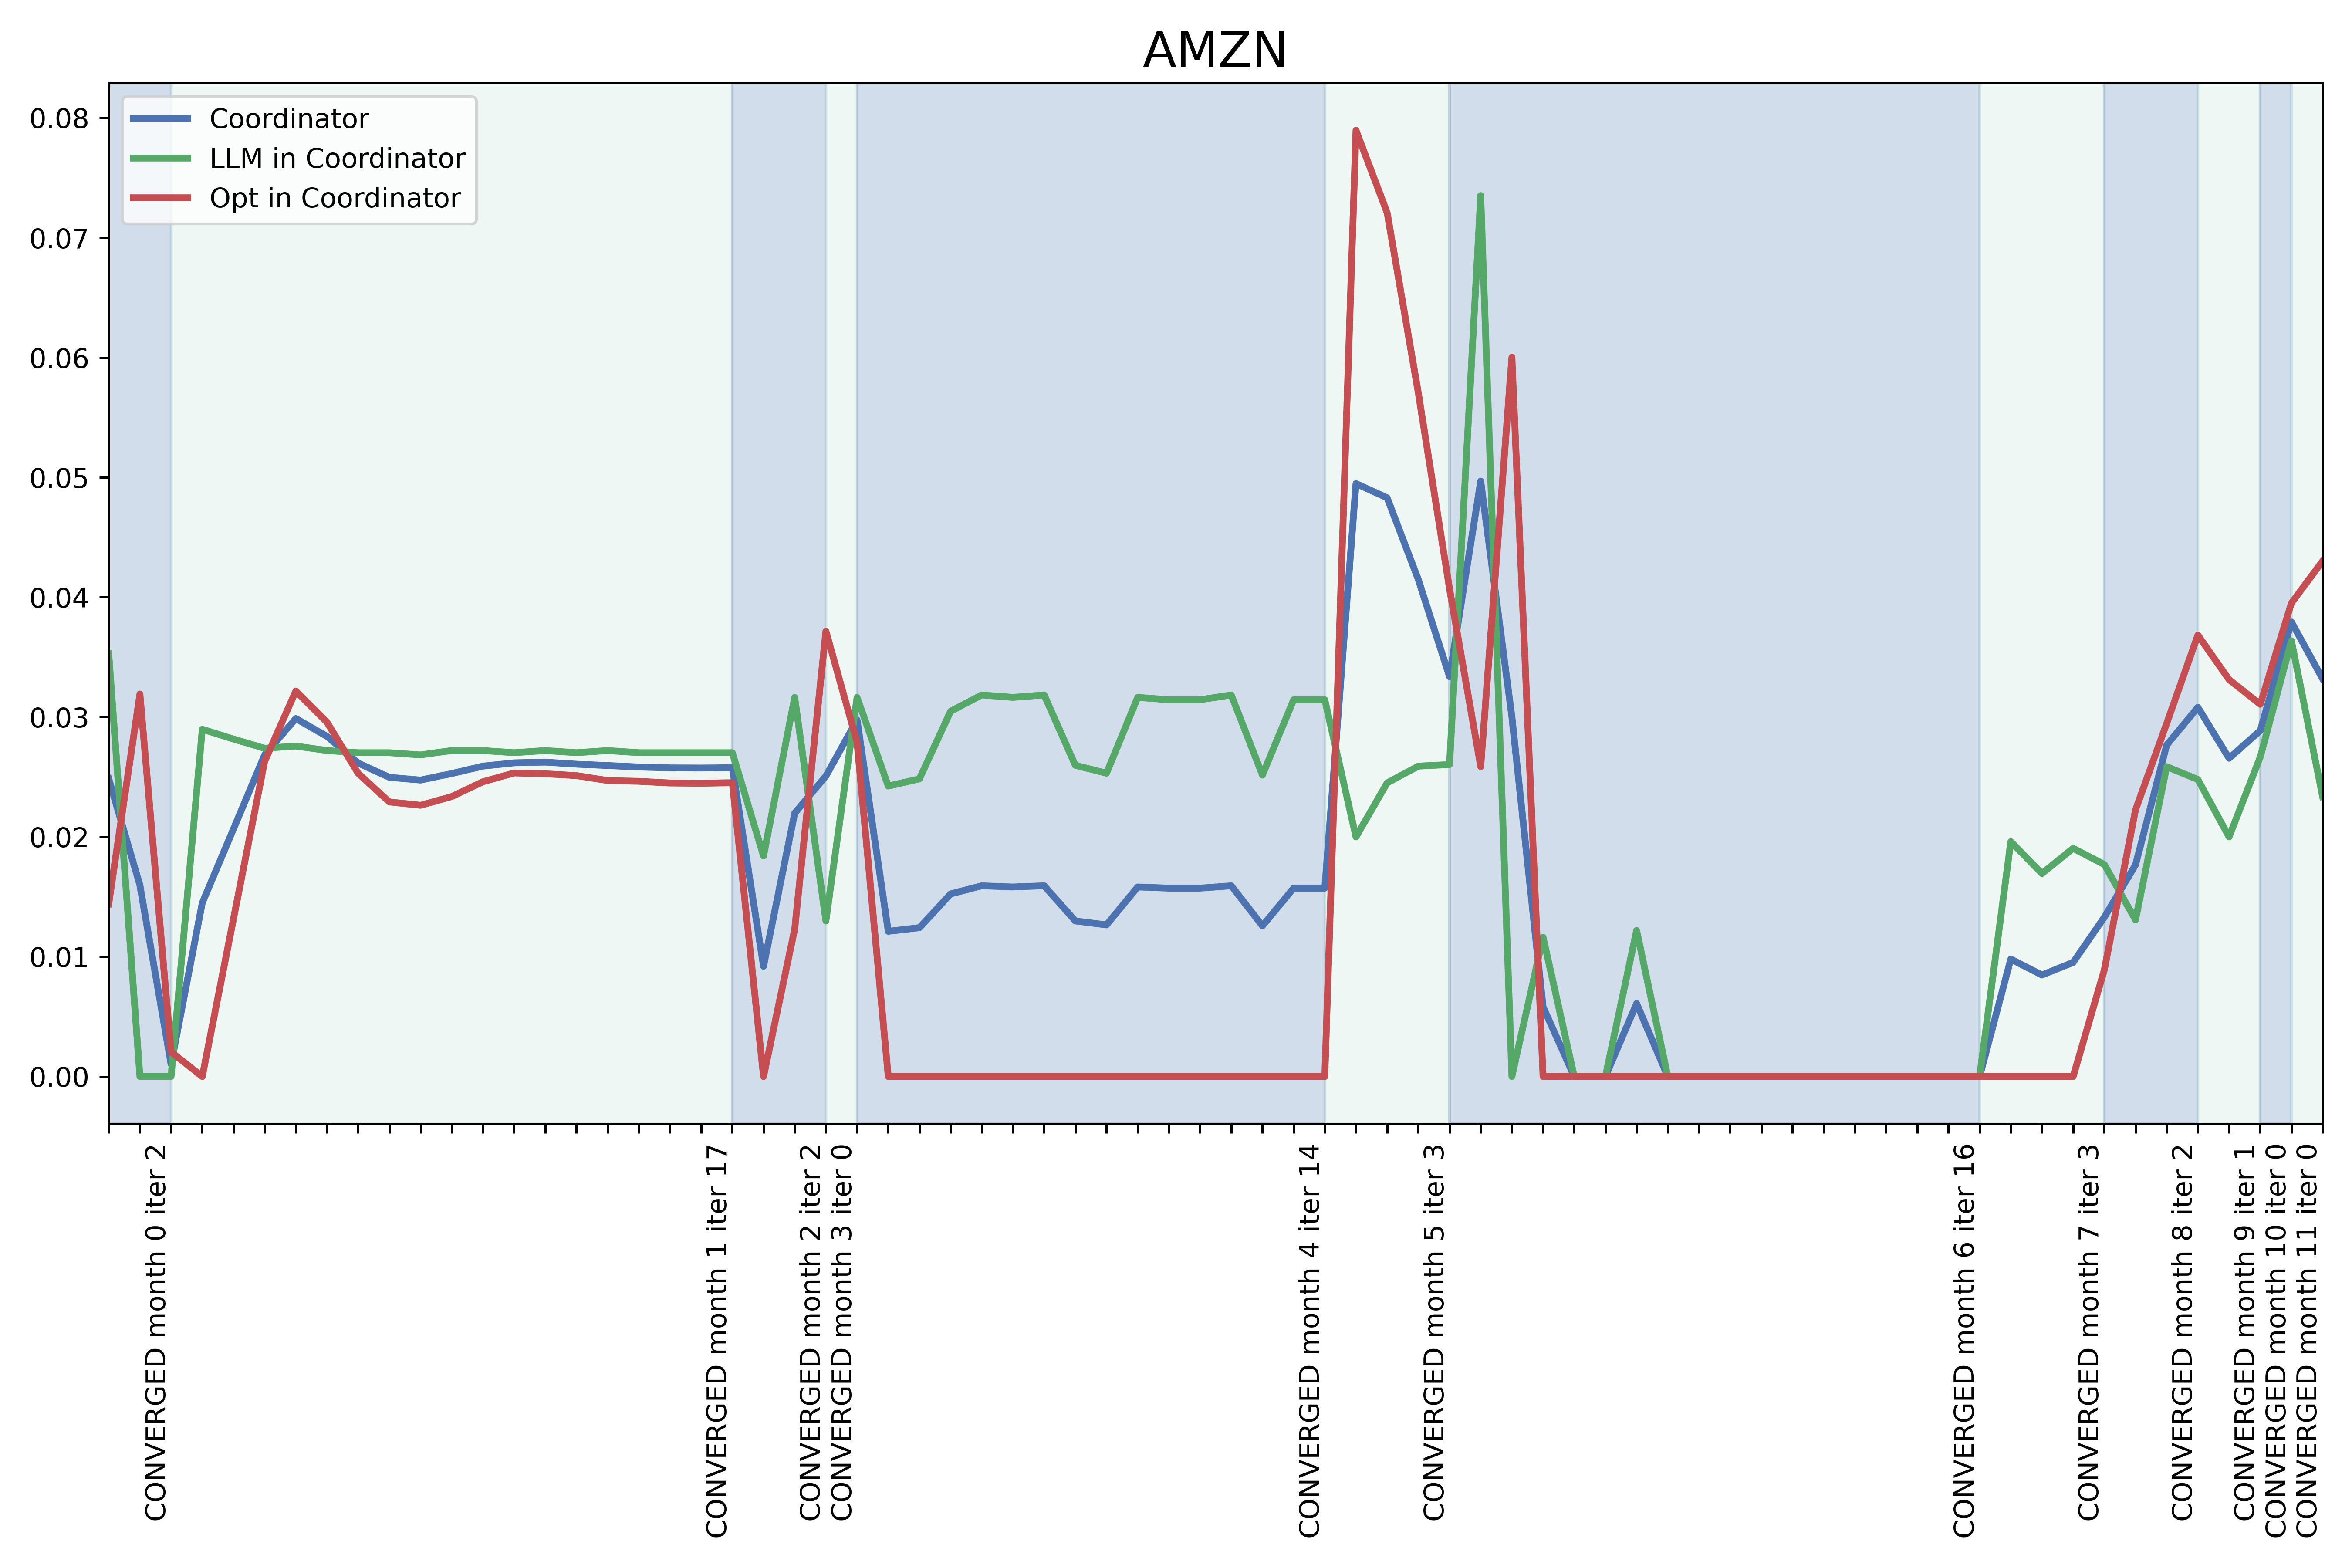 AMZN
Coordinator
LLM in Coordinator
Opt in Coordinator
0.08
0.07
0.06
0.05
0.04
0.03
0.02
0.01
0.00
CONVERGED month 0 iter 2
CONVERGED month 1 iter 17
CONVERGED month 2 iter 2
CONVERGED month 3 iter 0
CONVERGED month 4 iter 14
CONVERGED month 5 iter 3
CONVERGED month 6 iter 16
CONVERGED month 7 iter 3
CONVERGED month 8 iter 2
CONVERGED month 9 iter 1
CONVERGED month 10 iter 0
CONVERGED month 11 iter 0